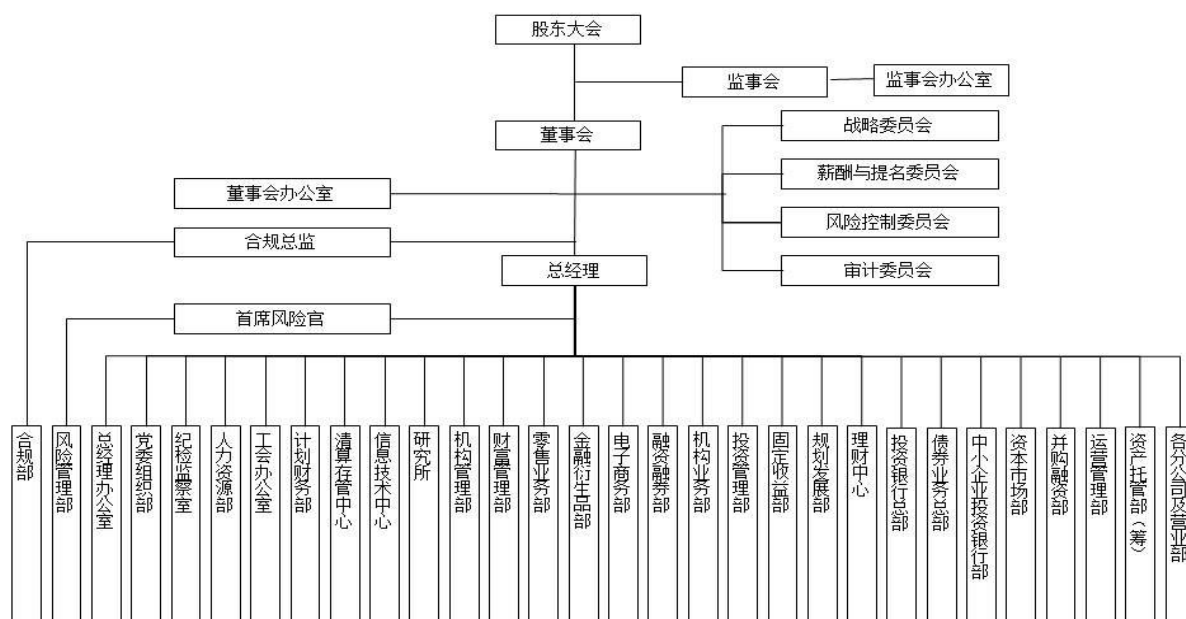 股东大会
监事会
监事会办公室
董事会
战略委员会
薪酬与提名委员会
董事会办公室
风险控制委员会
合规总监
总经理
审计委员会
首席风险官
合规部
风险管理部
总经理办公室
党委组织部
纪检监察室
人力资源部
工会办公室
计划财务部
清算存管中心
信息技术中心
研究所
机构管理部
财富管理部
零售业务部
金融衍生品部
电子商务部
融资融券部
机构业务部
投资管理部
固定收益部
规划发展部
理财中心
投资银行总部
债券业务总部
中小企业投资银行部
资本市场部
并购融资部
运营管理部
资产托管部（筹）
各分公司及营业部